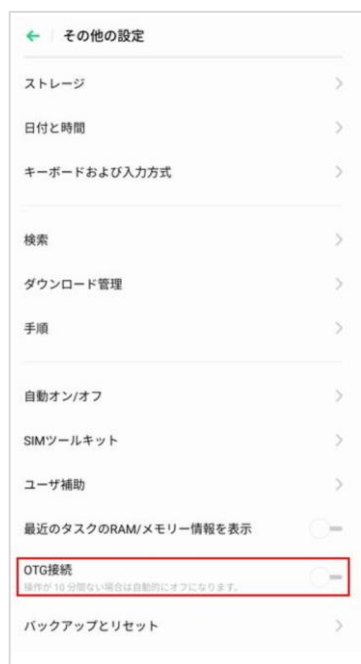 その他の設定
ストレージ
日付と時間
キーボードおよび入力方式
検索
ダウンロード管理
手順
自動オン/オフ
SIMツールキット
ユーザ補助
最近のタスクのRAM/メモリー情報を表示
OTG接続
操作が 10 分間ない場合は自動的にオフになります。
バックアップとリセット